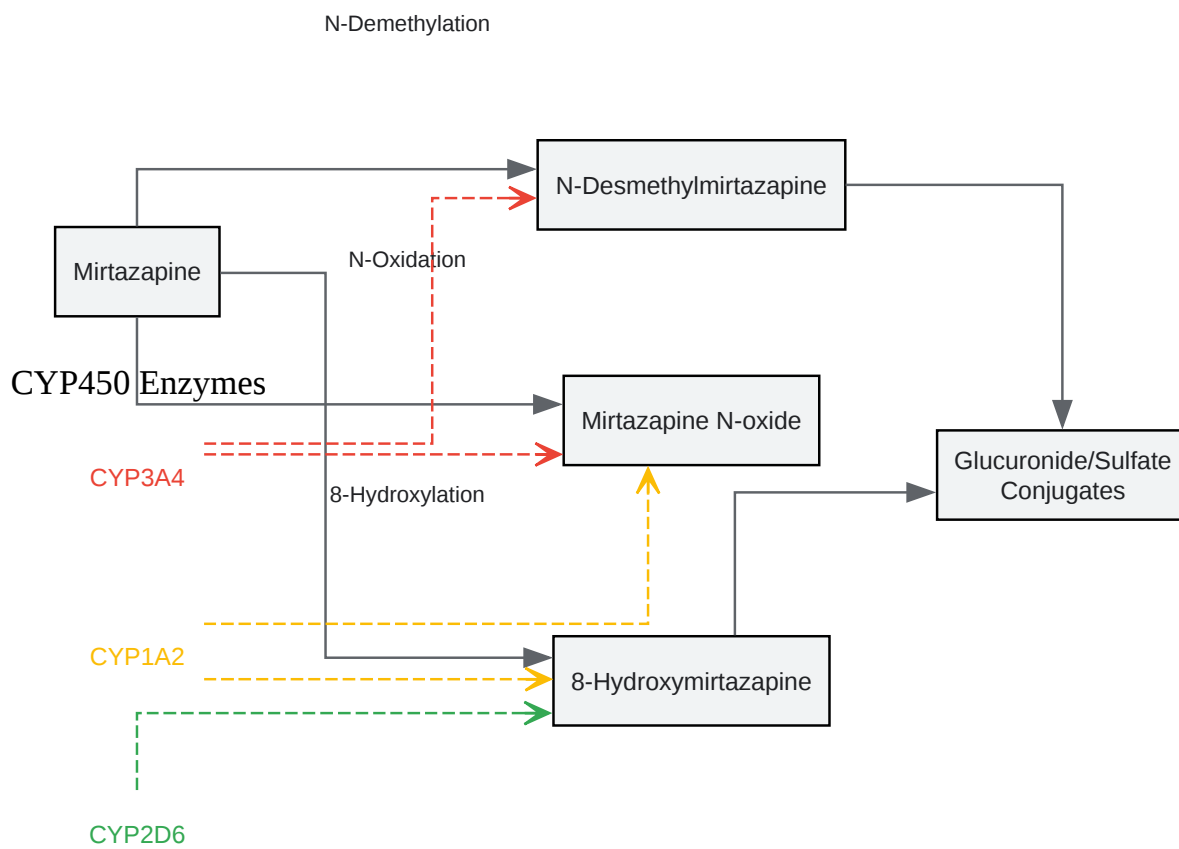 N-Demethylation
N-Desmethylmirtazapine
N-Oxidation
Mirtazapine
CYP450 Enzymes
Mirtazapine N-oxide
CYP3A4
8-Hydroxylation
Glucuronide/Sulfate
Conjugates
CYP1A2
8-Hydroxymirtazapine
CYP2D6